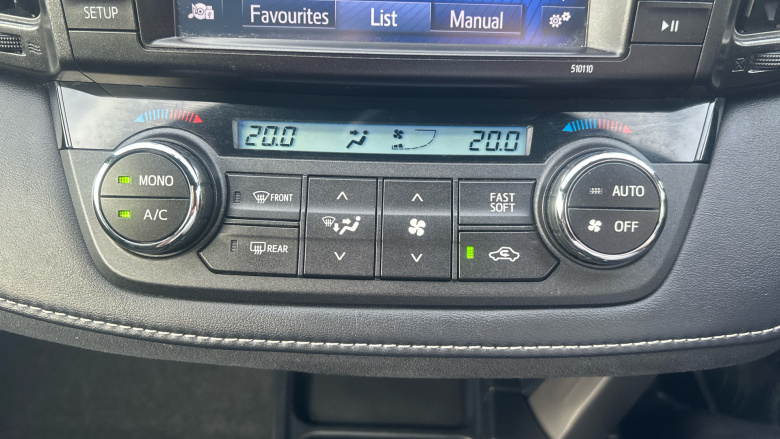 SETUP
Favourites
List
Manual
510110
20.0
20.0
MONO
A/C
FRONT
REAR
FAST
SOFT
AUTO
OFF